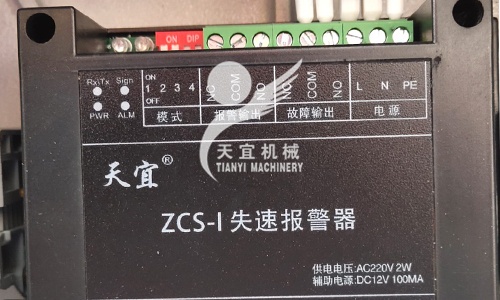 ON DIP
Rx\Tx Sign
ON
1 2 3 4
OFF
PWR ALM
模式
NC COM NO
报警输出
NC COM NO
故障输出
L N PE
电源
天宜机械
TIANYI MACHINERY
天宜®
ZCS-I 失速报警器
供电电压:AC220V 2W
辅助电源:DC12V 100MA